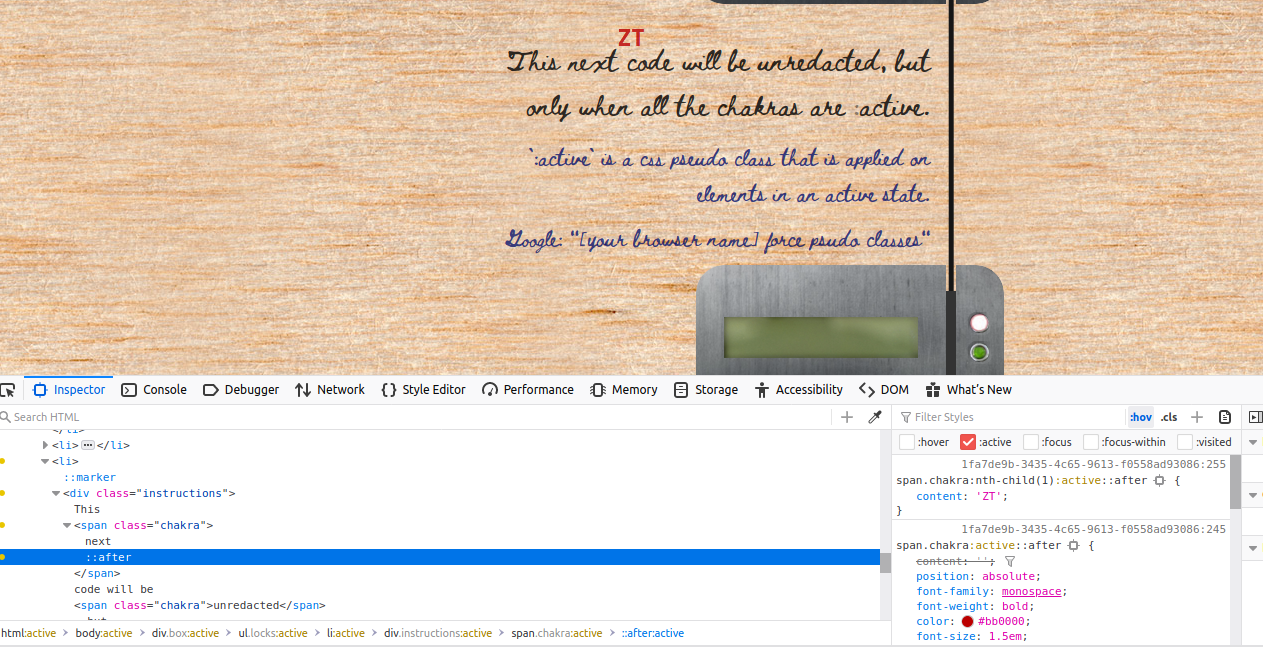 ZT
This next code will be unredacted, but
only when all the chakras are :active.
`:active` is a css pseudo class that is applied on
elements in an active state.
Google: "[your browser name] force psudo classes"
Inspector Console Debugger Network Style Editor Performance Memory Storage Accessibility DOM What's New
Search HTML
Filter Styles :hov .cls
:hover :active :focus :focus-within :visited
</li>
<li> ⋯ </li>
<li>
::marker
<div class="instructions">
This
<span class="chakra">
next
::after
</span>
code will be
<span class="chakra">unredacted</span>
but
1fa7de9b-3435-4c65-9613-f0558ad93086:255
span.chakra:nth-child(1):active::after {
content: 'ZT';
}
1fa7de9b-3435-4c65-9613-f0558ad93086:245
span.chakra:active::after {
content: '';
position: absolute;
font-family: monospace;
font-weight: bold;
color: #bb0000;
font-size: 1.5em;
html:active > body:active > div.box:active > ul.locks:active > li:active > div.instructions:active > span.chakra:active > ::after:active